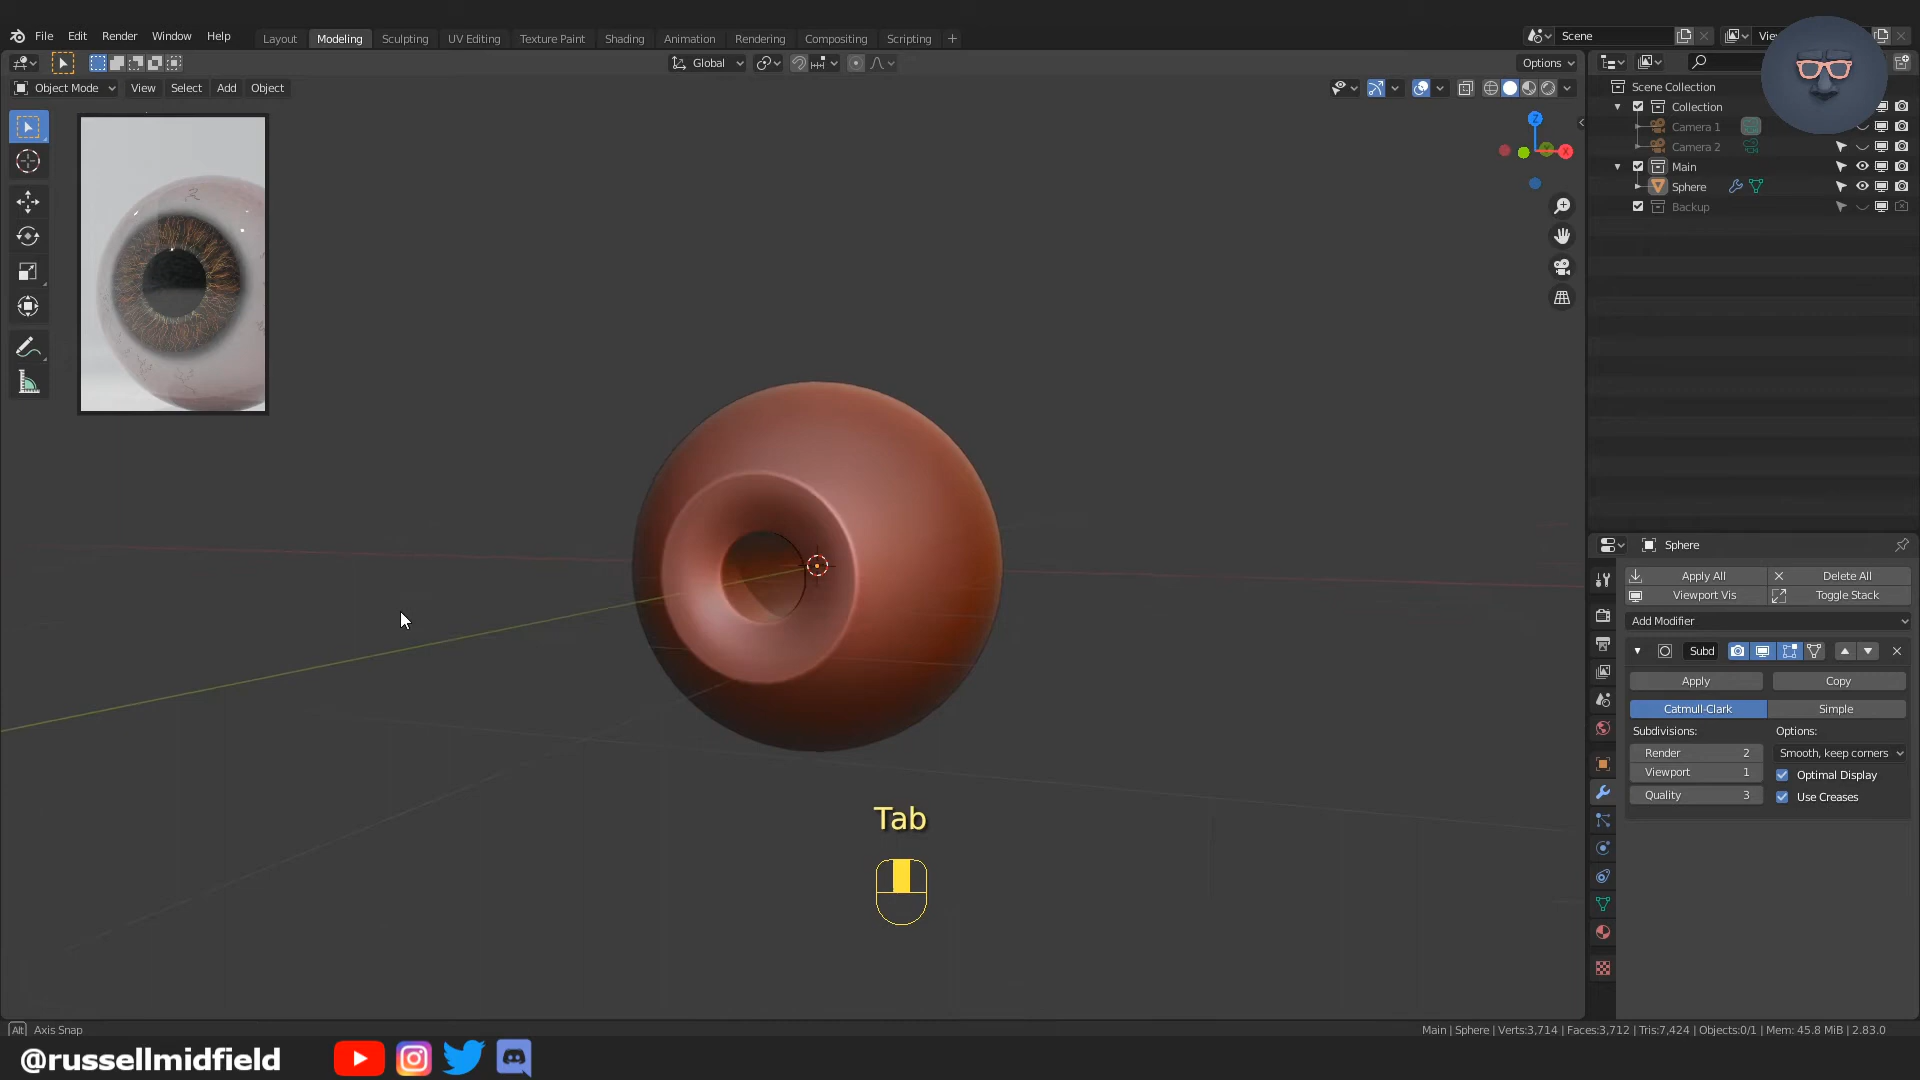 File Edit Render Window Help
Layout Modeling Sculpting UV Editing Texture Paint Shading Animation Rendering Compositing Scripting +
Scene
Global
Options
Object Mode View Select Add Object
Z
X
Scene Collection
Collection
Camera 1
Camera 2
Main
Sphere
Backup
Sphere
Apply All Delete All
Viewport Vis Toggle Stack
Add Modifier
Subd
Apply Copy
Catmull-Clark Simple
Subdivisions: Options:
Render 2 Smooth, keep corners
Viewport 1 Optimal Display
Quality 3 Use Creases
Tab
Alt Axis Snap
Main | Sphere | Verts:3,714 | Faces:3,712 | Tris:7,424 | Objects:0/1 | Mem: 45.8 MiB | 2.83.0
@russellmidfield